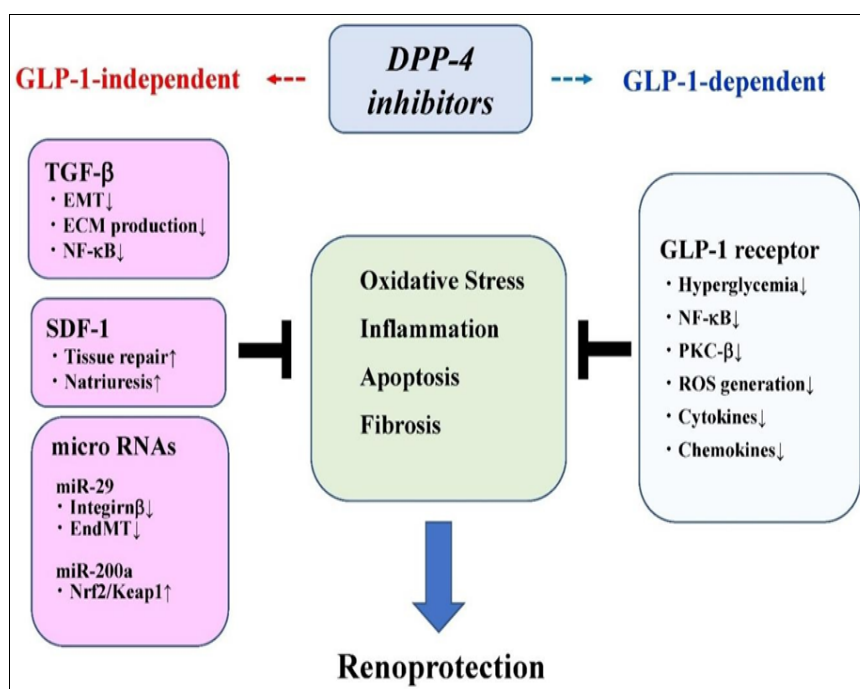 DPP-4
inhibitors
GLP-1-independent
GLP-1-dependent
TGF-β
・EMT↓
・ECM production↓
・NF-κB↓
SDF-1
・Tissue repair↑
・Natriuresis↑
micro RNAs
miR-29
・Integirnβ↓
・EndMT↓
miR-200a
・Nrf2/Keap1↑
Oxidative Stress
Inflammation
Apoptosis
Fibrosis
GLP-1 receptor
・Hyperglycemia↓
・NF-κB↓
・PKC-β↓
・ROS generation↓
・Cytokines↓
・Chemokines↓
Renoprotection